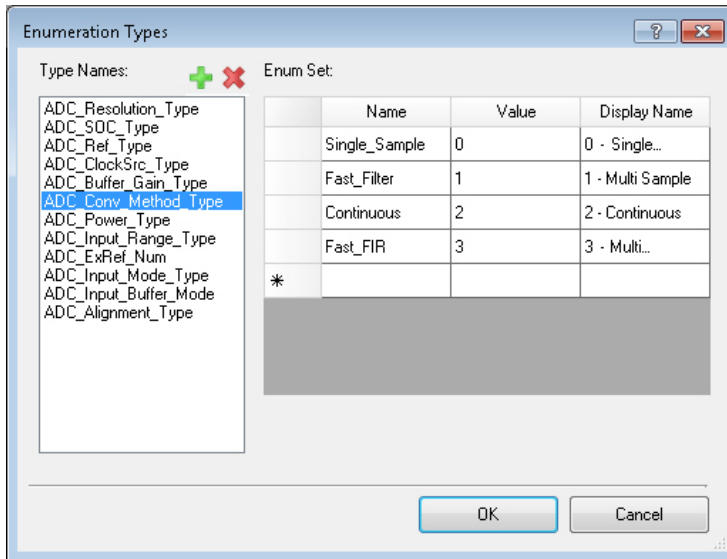 Enumeration Types
Type Names:
Enum Set:
ADC_Resolution_Type
ADC_SOC_Type
ADC_Ref_Type
ADC_ClockSrc_Type
ADC_Buffer_Gain_Type
ADC_Conv_Method_Type
ADC_Power_Type
ADC_Input_Range_Type
ADC_ExRef_Num
ADC_Input_Mode_Type
ADC_Input_Buffer_Mode
ADC_Alignment_Type
Name Value Display Name
Single_Sample 0 0 - Single...
Fast_Filter 1 1 - Multi Sample
Continuous 2 2 - Continuous
Fast_FIR 3 3 - Multi...
*
OK Cancel